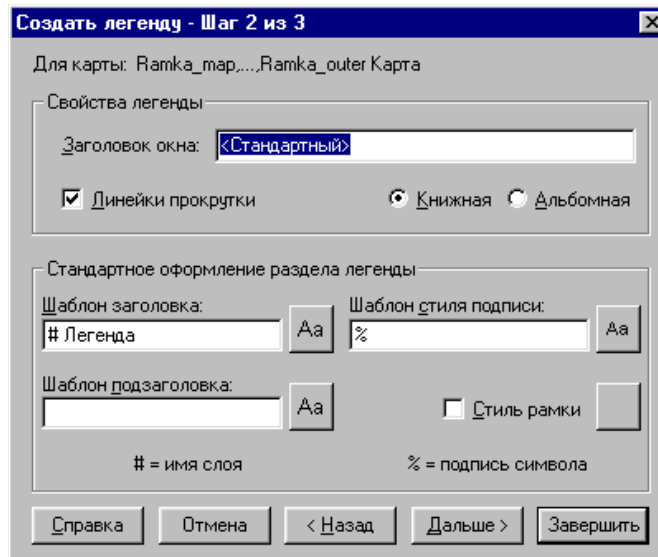 Создать легенду - Шаг 2 из 3
Для карты: Ramka_map,...,Ramka_outer Карта
Свойства легенды
Заголовок окна: <Стандартный>
Линейки прокрутки Книжная Альбомная
Стандартное оформление раздела легенды
Шаблон заголовка: Шаблон стиля подписи:
# Легенда Aa % Aa
Шаблон подзаголовка:
Aa Стиль рамки
# = имя слоя % = подпись символа
Справка Отмена < Назад Дальше > Завершить